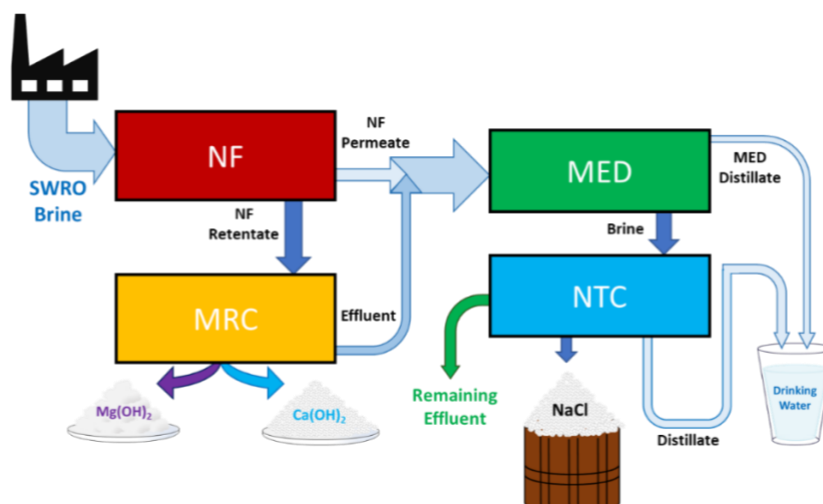 SWRO
Brine
NF
NF
Permeate
MED
MED
Distillate
NF
Retentate
Brine
MRC
Effluent
NTC
Mg(OH)2
Ca(OH)2
Remaining
Effluent
NaCl
Distillate
Drinking
Water